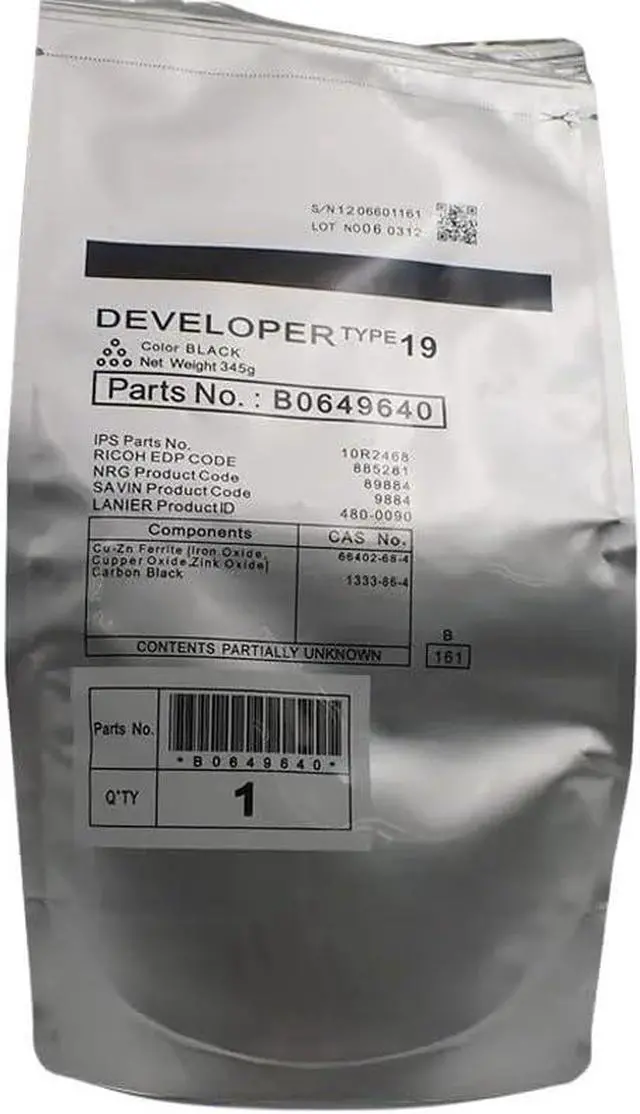 S/N1206601161
LOT NO06 0312
DEVELOPER TYPE 19
Color BLACK
Net Weight 345g
Parts No. : B0649640
IPS Parts No. 10R2468
RICOH EDP CODE 885281
NRG Product Code 89884
SAVIN Product Code 9884
LANIER Product ID 480-0090
Components CAS No.
Cu-Zn Ferrite (Iron Oxide, 66402-68-4
Cupper Oxide,Zink Oxide)
Carbon Black 1333-86-4
CONTENTS PARTIALLY UNKNOWN
B
161
Parts No.
*B0649640*
Q'TY 1